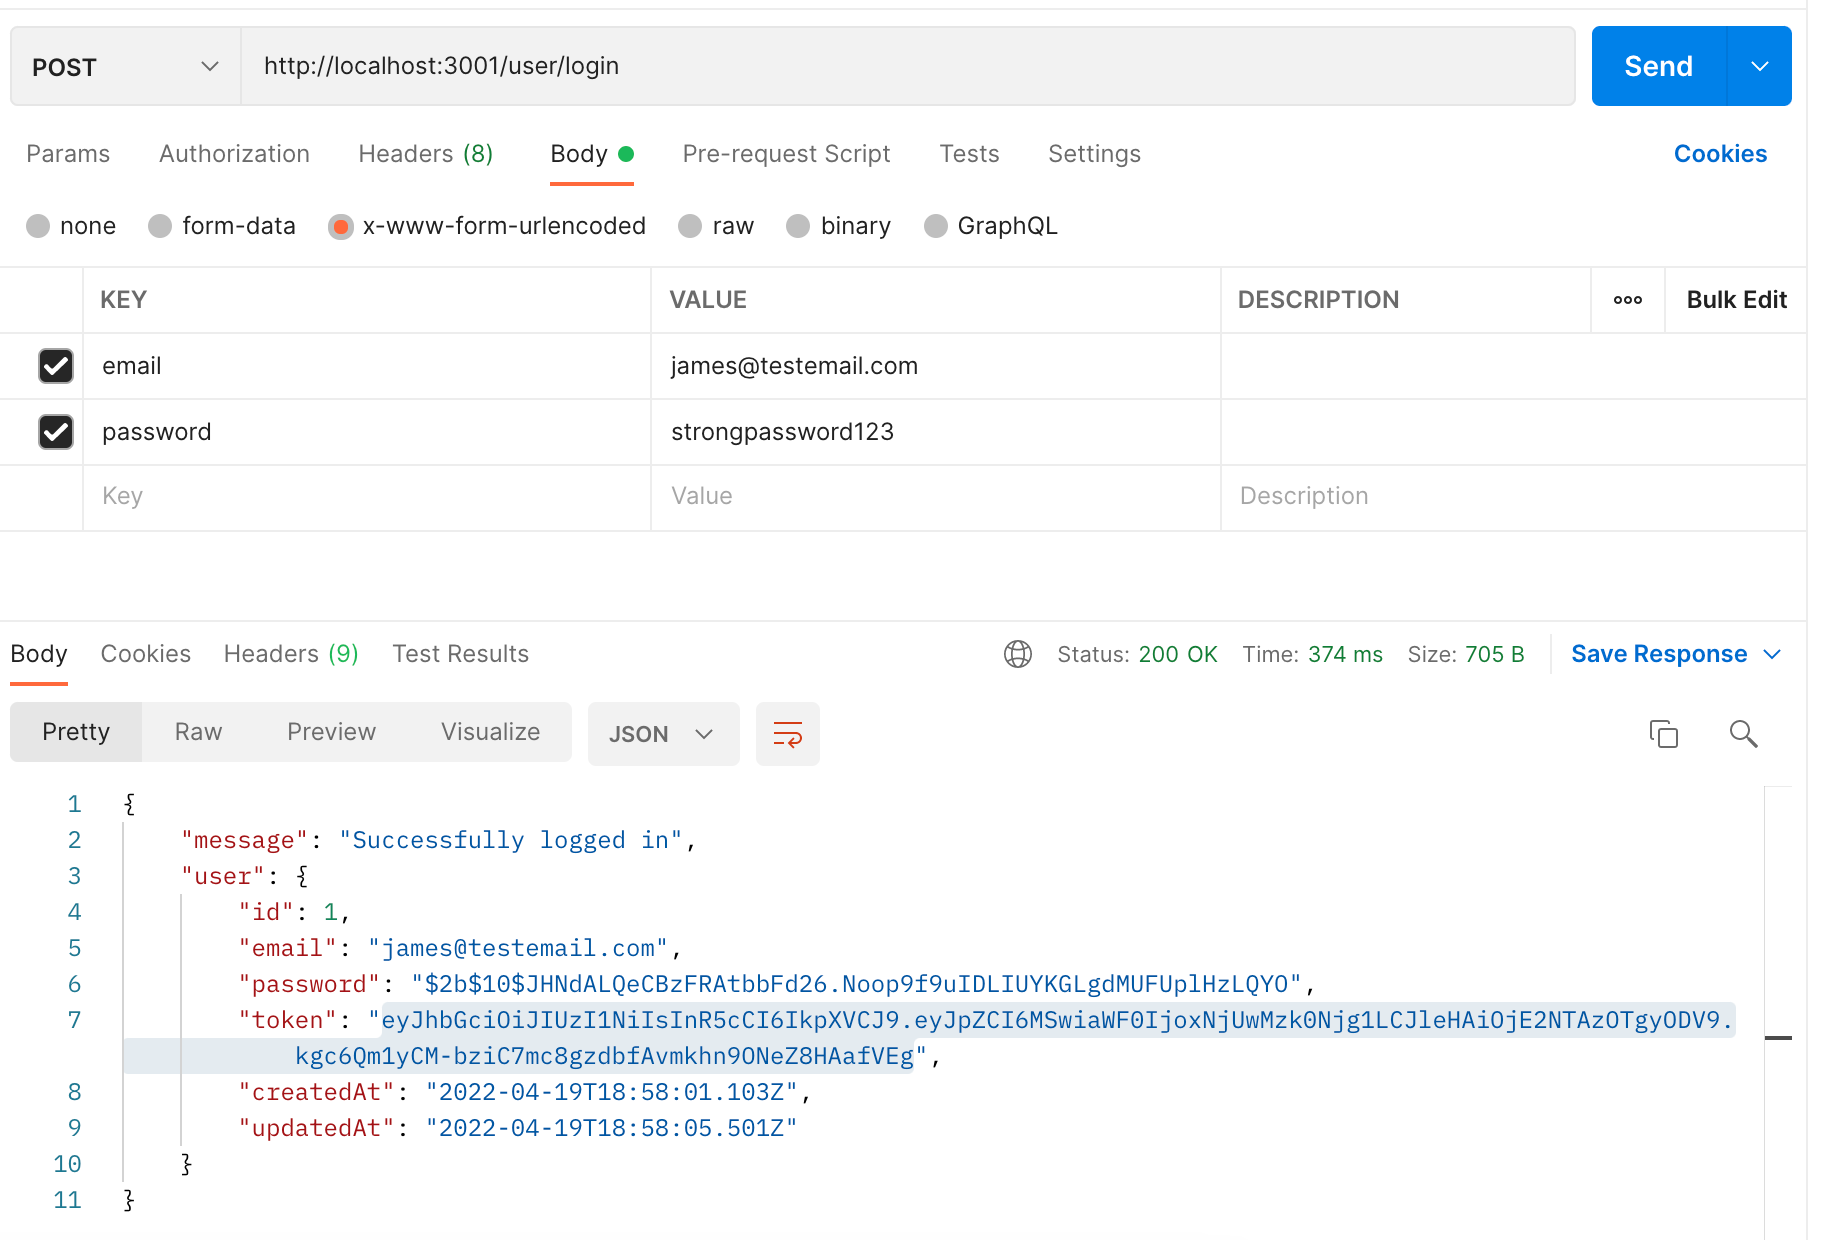 POST http://localhost:3001/user/login Send
Params Authorization Headers (8) Body Pre-request Script Tests Settings Cookies
none form-data x-www-form-urlencoded raw binary GraphQL
KEY VALUE DESCRIPTION ooo Bulk Edit
email james@testemail.com
password strongpassword123
Key Value Description
Body Cookies Headers (9) Test Results Status: 200 OK Time: 374 ms Size: 705 B Save Response
Pretty Raw Preview Visualize JSON
1 {
2 "message": "Successfully logged in",
3 "user": {
4 "id": 1,
5 "email": "james@testemail.com",
6 "password": "$2b$10$JHNdALQeCBzFRAtbbFd26.Noop9f9uIDLIUYKGLgdMUFUplHzLQYO",
7 "token": "eyJhbGciOiJIUzI1NiIsInR5cCI6IkpXVCJ9.eyJpZCI6MSwiaWF0IjoxNjUwMzk0Njg1LCJleHAiOjE2NTAzOTgyODV9.
kgc6Qm1yCM-bziC7mc8gzdbfAvmkhn9ONeZ8HAafVEg",
8 "createdAt": "2022-04-19T18:58:01.103Z",
9 "updatedAt": "2022-04-19T18:58:05.501Z"
10 }
11 }